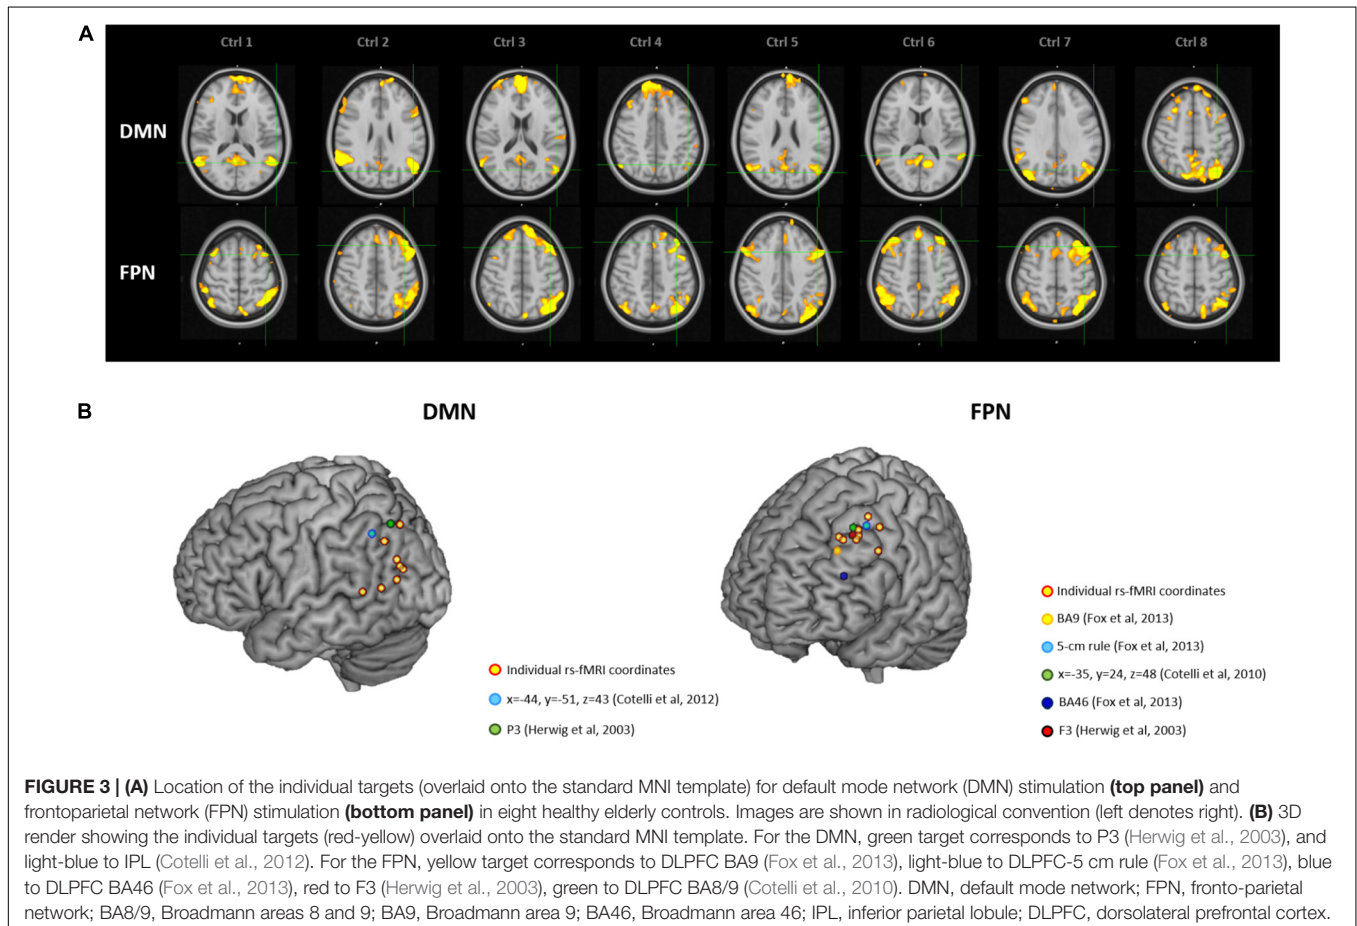 A
Ctrl 1 Ctrl 2 Ctrl 3 Ctrl 4 Ctrl 5 Ctrl 6 Ctrl 7 Ctrl 8
DMN
FPN
B
DMN
FPN
Individual rs-fMRI coordinates
x=-44, y=-51, z=43 (Cotelli et al, 2012)
P3 (Herwig et al, 2003)
Individual rs-fMRI coordinates
BA9 (Fox et al, 2013)
5-cm rule (Fox et al, 2013)
x=-35, y=24, z=48 (Cotelli et al, 2010)
BA46 (Fox et al, 2013)
F3 (Herwig et al, 2003)
FIGURE 3 | (A) Location of the individual targets (overlaid onto the standard MNI template) for default mode network (DMN) stimulation (top panel) and
frontoparietal network (FPN) stimulation (bottom panel) in eight healthy elderly controls. Images are shown in radiological convention (left denotes right). (B) 3D
render showing the individual targets (red-yellow) overlaid onto the standard MNI template. For the DMN, green target corresponds to P3 (Herwig et al., 2003), and
light-blue to IPL (Cotelli et al., 2012). For the FPN, yellow target corresponds to DLPFC BA9 (Fox et al., 2013), light-blue to DLPFC-5 cm rule (Fox et al., 2013), blue
to DLPFC BA46 (Fox et al., 2013), red to F3 (Herwig et al., 2003), green to DLPFC BA8/9 (Cotelli et al., 2010). DMN, default mode network; FPN, fronto-parietal
network; BA8/9, Broadmann areas 8 and 9; BA9, Broadmann area 9; BA46, Broadmann area 46; IPL, inferior parietal lobule; DLPFC, dorsolateral prefrontal cortex.